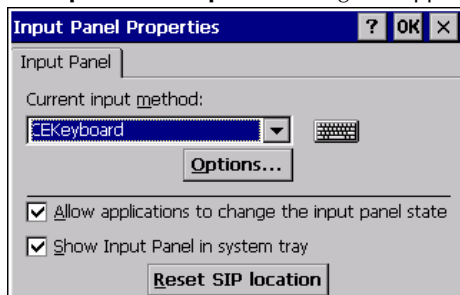 Input Panel Properties ? OK ×
Input Panel
Current input method:
CEKeyboard
Options...
Allow applications to change the input panel state
Show Input Panel in system tray
Reset SIP location